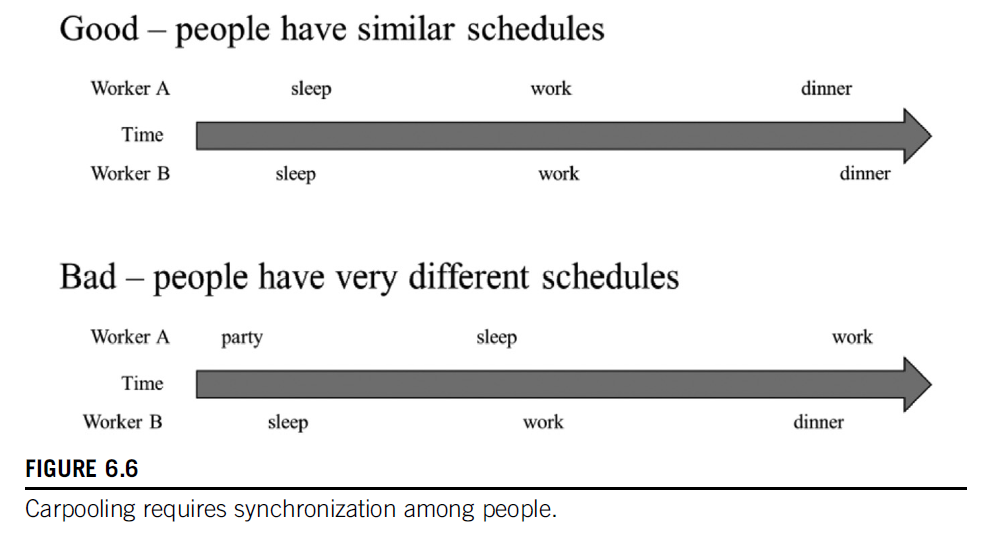 Good – people have similar schedules
Worker A sleep work dinner
Time
Worker B sleep work dinner
Bad – people have very different schedules
Worker A party sleep work
Time
Worker B sleep work dinner
FIGURE 6.6
Carpooling requires synchronization among people.